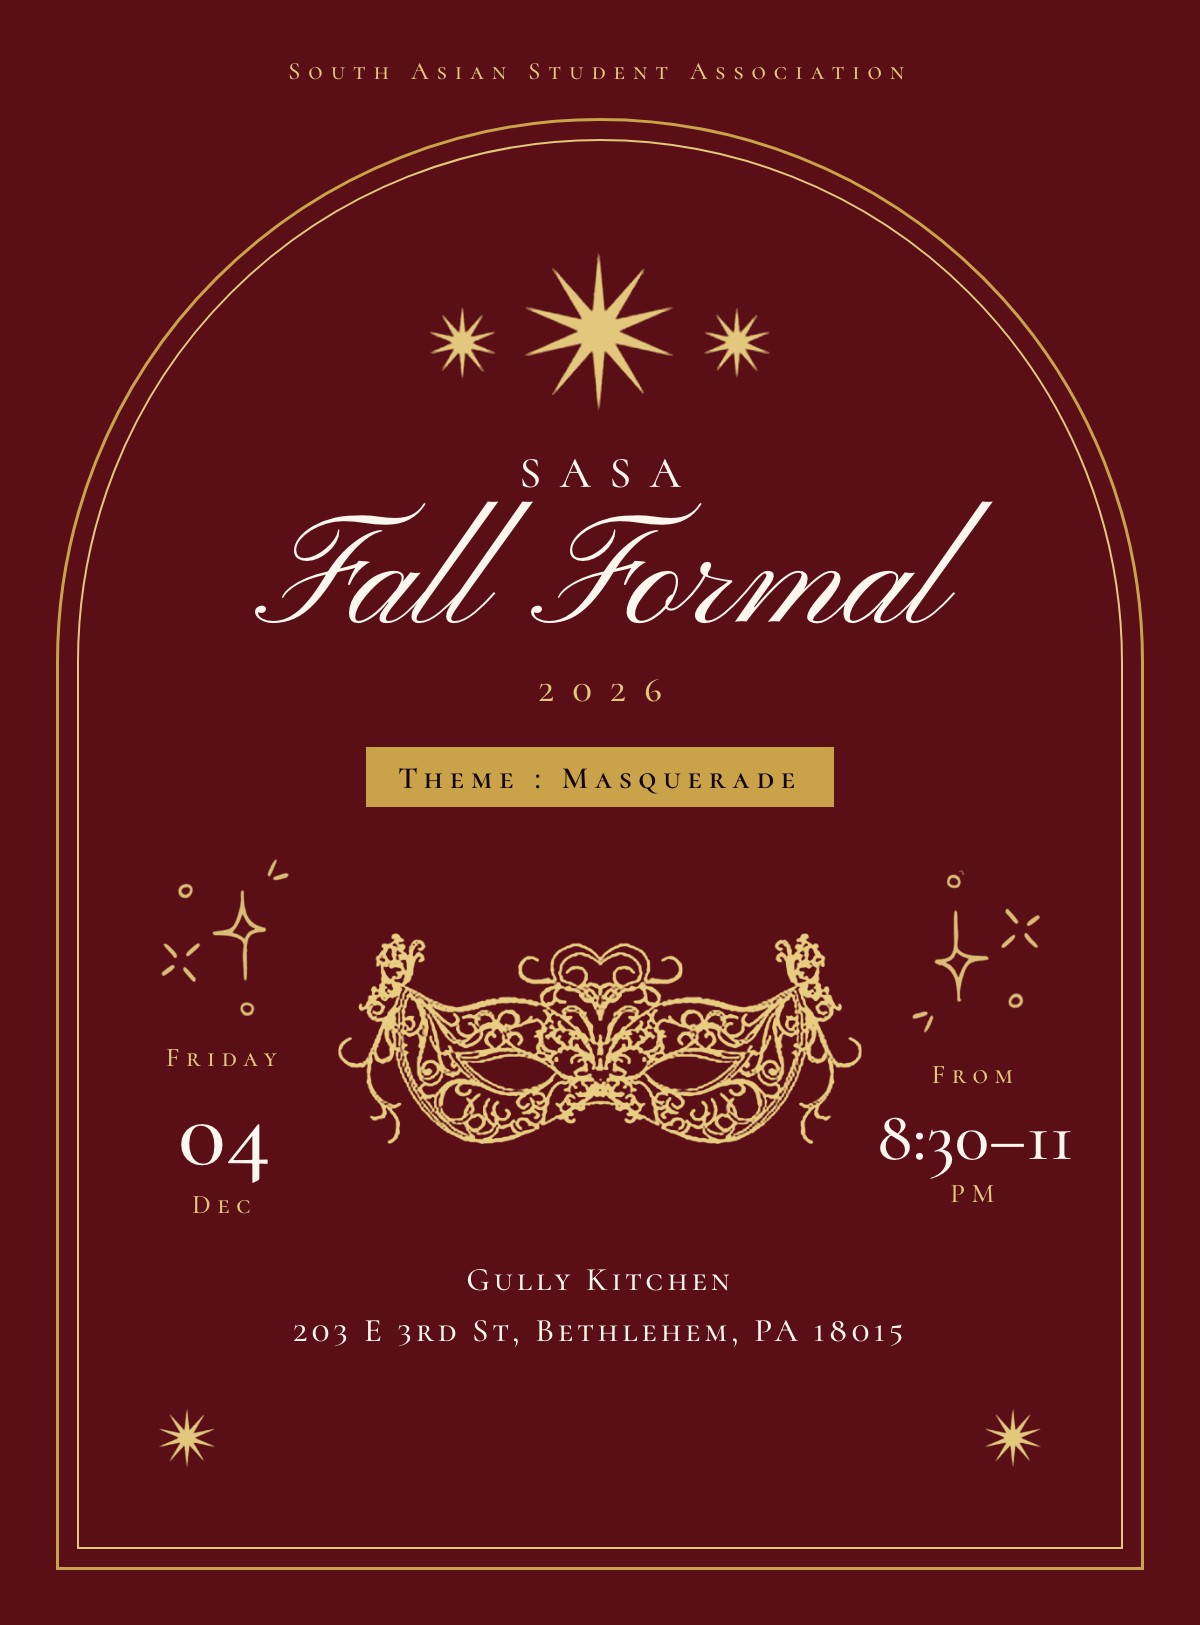 South Asian Student Association
SASA
Fall Formal
2026
Theme : Masquerade
Friday
04
Dec
From
8:30–11
PM
Gully Kitchen
203 E 3rd St, Bethlehem, PA 18015